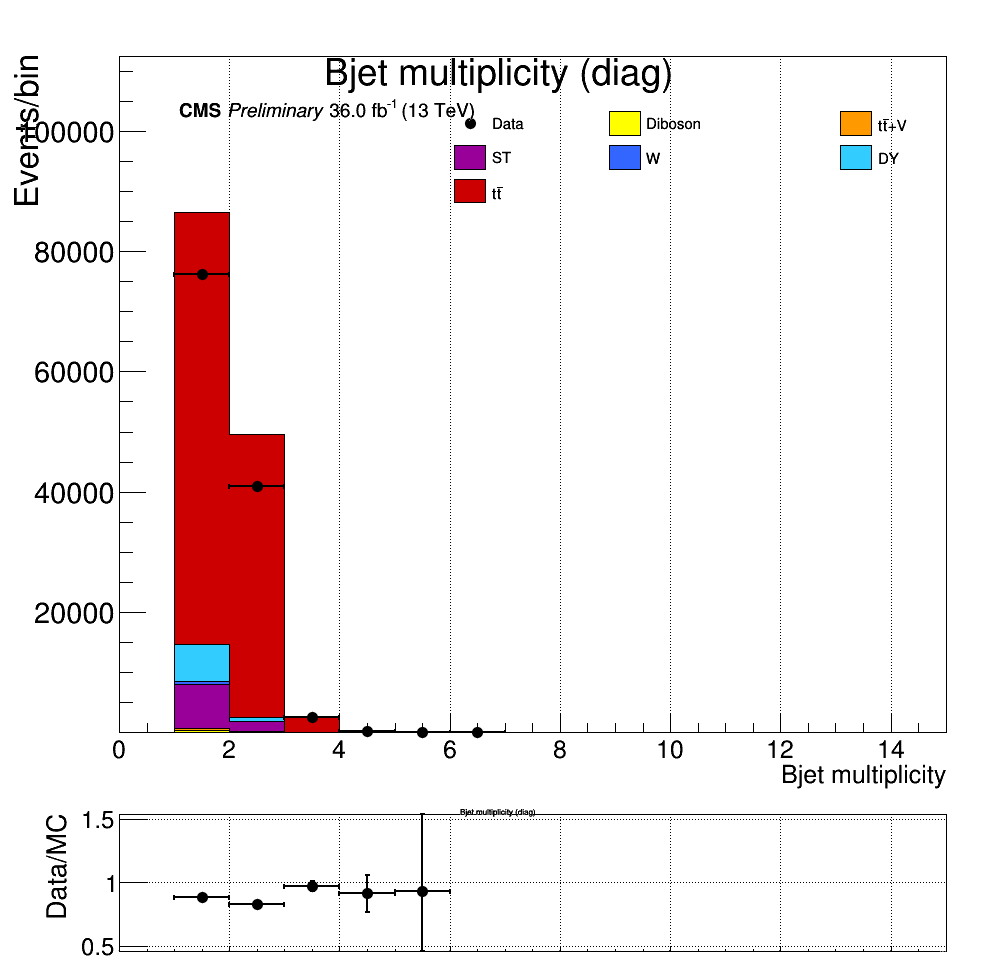 Bjet multiplicity (diag)
CMS Preliminary 36.0 fb⁻¹ (13 TeV)
Events/bin
Data
Diboson
tt̄+V
ST
W
DY
tt̄
100000
80000
60000
40000
20000
0 2 4 6 8 10 12 14
Bjet multiplicity
Bjet multiplicity (diag)
Data/MC
1.5
1
0.5